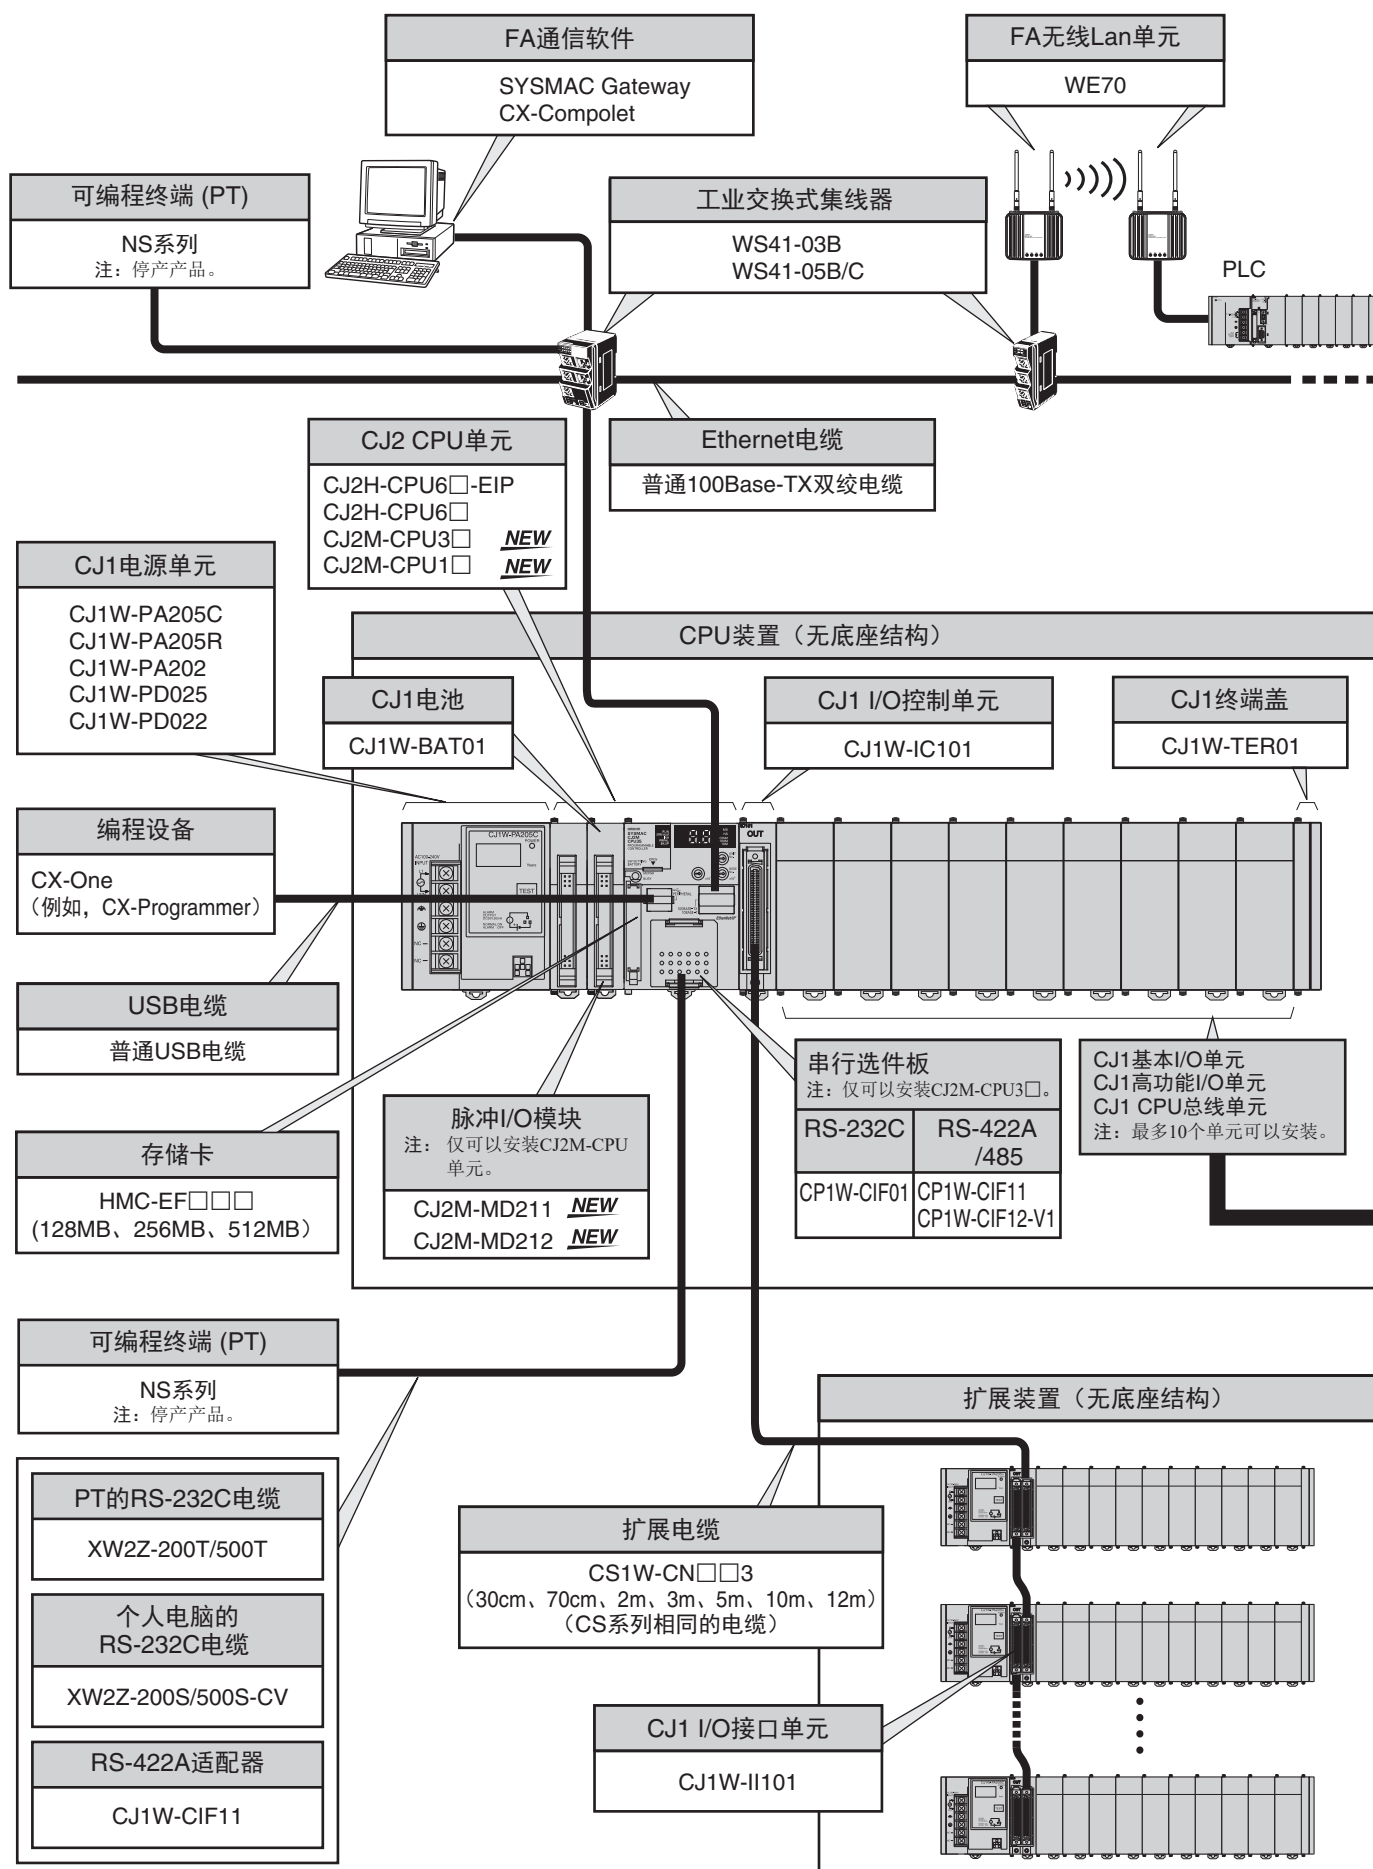 FA通信软件
SYSMAC Gateway
CX-Compolet
FA无线Lan单元
WE70
可编程终端 (PT)
NS系列
注：停产产品。
工业交换式集线器
WS41-03B
WS41-05B/C
PLC
CJ2 CPU单元
CJ2H-CPU6□-EIP
CJ2H-CPU6□
CJ2M-CPU3□ NEW
CJ2M-CPU1□ NEW
Ethernet电缆
普通100Base-TX双绞电缆
CJ1电源单元
CJ1W-PA205C
CJ1W-PA205R
CJ1W-PA202
CJ1W-PD025
CJ1W-PD022
CPU装置（无底座结构）
CJ1电池
CJ1W-BAT01
CJ1 I/O控制单元
CJ1W-IC101
CJ1终端盖
CJ1W-TER01
编程设备
CX-One
（例如，CX-Programmer）
CJ1W-PA205C
POWER
AC100-240V
INPUT
TEST
NC
NC
SYSMAC
CJ2M
OUT
USB电缆
普通USB电缆
存储卡
HMC-EF□□□
(128MB、256MB、512MB）
脉冲I/O模块
注： 仅可以安装CJ2M-CPU
单元。
CJ2M-MD211 NEW
CJ2M-MD212 NEW
串行选件板
注：仅可以安装CJ2M-CPU3□。
RS-232C
RS-422A
/485
CP1W-CIF01
CP1W-CIF11
CP1W-CIF12-V1
CJ1基本I/O单元
CJ1高功能I/O单元
CJ1 CPU总线单元
注：最多10个单元可以安装。
可编程终端 (PT)
NS系列
注：停产产品。
PT的RS-232C电缆
XW2Z-200T/500T
个人电脑的
RS-232C电缆
XW2Z-200S/500S-CV
RS-422A适配器
CJ1W-CIF11
扩展装置（无底座结构）
扩展电缆
CS1W-CN□□3
（30cm、70cm、2m、3m、5m、10m、12m）
（CS系列相同的电缆）
CJ1 I/O接口单元
CJ1W-II101